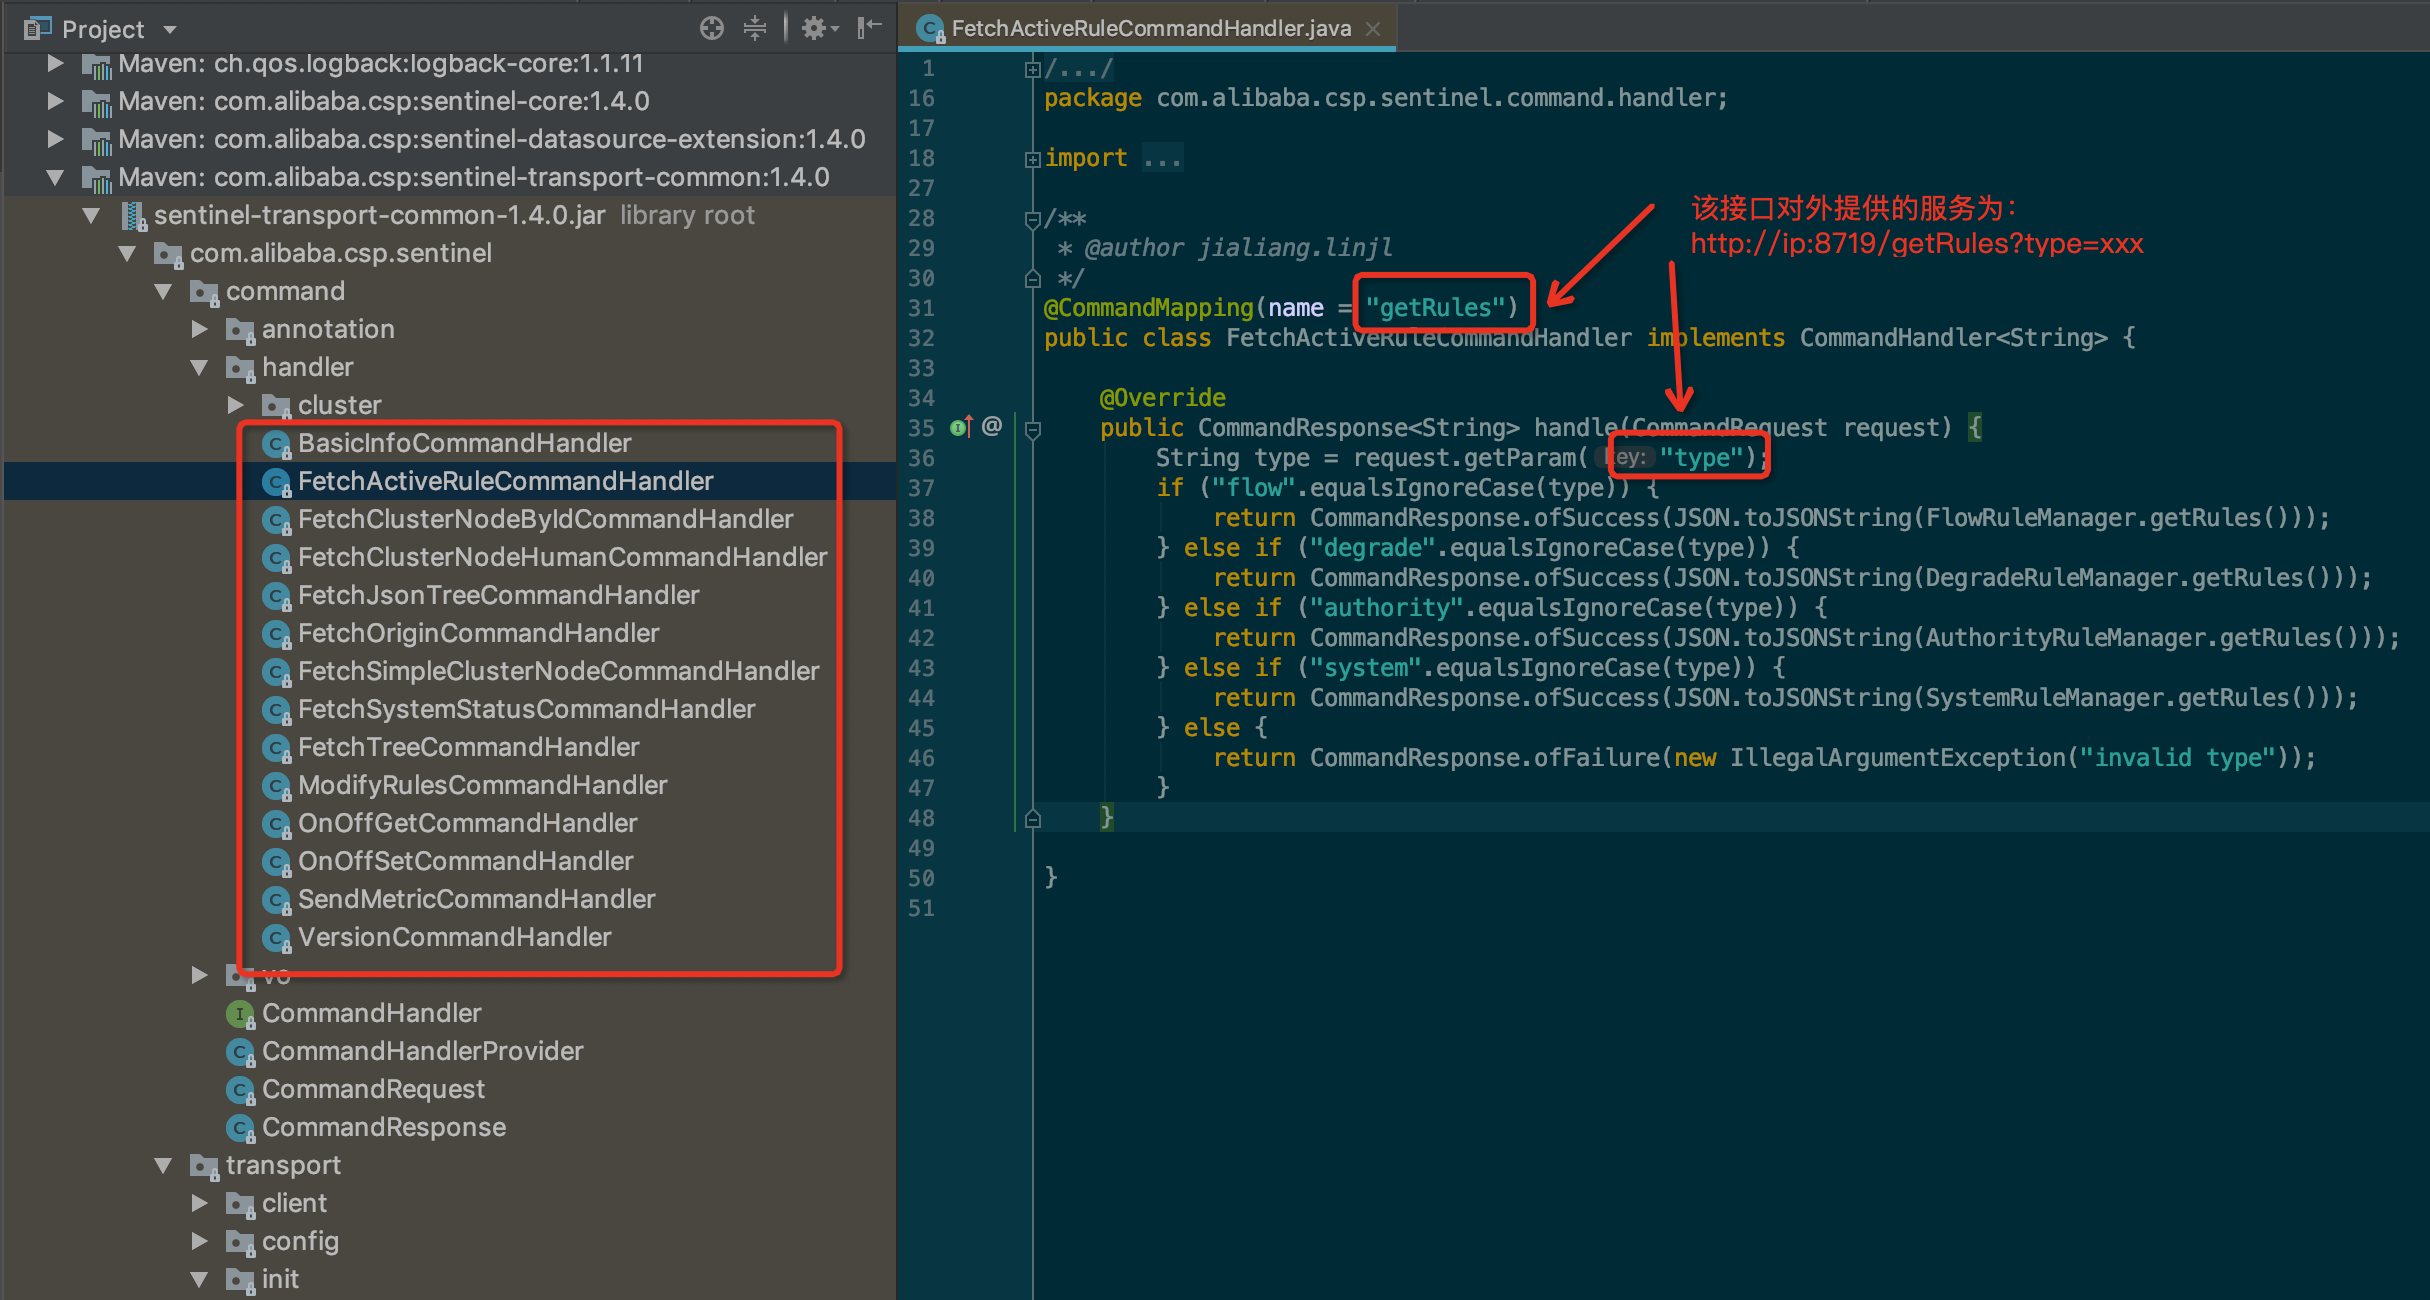 Project
Maven: ch.qos.logback:logback-core:1.1.11
Maven: com.alibaba.csp:sentinel-core:1.4.0
Maven: com.alibaba.csp:sentinel-datasource-extension:1.4.0
Maven: com.alibaba.csp:sentinel-transport-common:1.4.0
sentinel-transport-common-1.4.0.jar library root
com.alibaba.csp.sentinel
command
annotation
handler
cluster
BasicInfoCommandHandler
FetchActiveRuleCommandHandler
FetchClusterNodeByIdCommandHandler
FetchClusterNodeHumanCommandHandler
FetchJsonTreeCommandHandler
FetchOriginCommandHandler
FetchSimpleClusterNodeCommandHandler
FetchSystemStatusCommandHandler
FetchTreeCommandHandler
ModifyRulesCommandHandler
OnOffGetCommandHandler
OnOffSetCommandHandler
SendMetricCommandHandler
VersionCommandHandler
vo
CommandHandler
CommandHandlerProvider
CommandRequest
CommandResponse
transport
client
config
init
FetchActiveRuleCommandHandler.java
1 /.../
16 package com.alibaba.csp.sentinel.command.handler;
17
18 import ...
27
28 /**
29 * @author jialiang.linjl
30 */
31 @CommandMapping(name = "getRules")
32 public class FetchActiveRuleCommandHandler implements CommandHandler<String> {
33
34 @Override
35 public CommandResponse<String> handle(CommandRequest request) {
36 String type = request.getParam( key: "type");
37 if ("flow".equalsIgnoreCase(type)) {
38 return CommandResponse.ofSuccess(JSON.toJSONString(FlowRuleManager.getRules()));
39 } else if ("degrade".equalsIgnoreCase(type)) {
40 return CommandResponse.ofSuccess(JSON.toJSONString(DegradeRuleManager.getRules()));
41 } else if ("authority".equalsIgnoreCase(type)) {
42 return CommandResponse.ofSuccess(JSON.toJSONString(AuthorityRuleManager.getRules()));
43 } else if ("system".equalsIgnoreCase(type)) {
44 return CommandResponse.ofSuccess(JSON.toJSONString(SystemRuleManager.getRules()));
45 } else {
46 return CommandResponse.ofFailure(new IllegalArgumentException("invalid type"));
47 }
48 }
49
50 }
51
该接口对外提供的服务为：
http://ip:8719/getRules?type=xxx